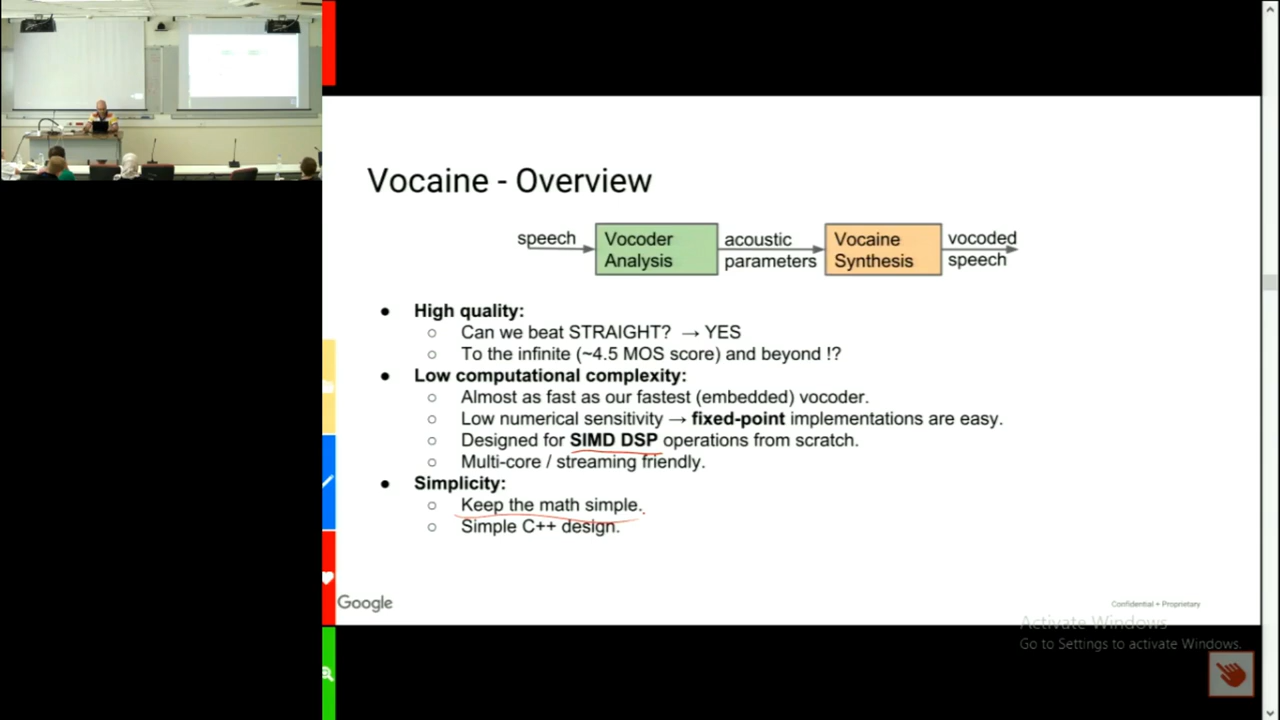 Vocaine - Overview
speech
Vocoder
Analysis
acoustic
parameters
Vocaine
Synthesis
vocoded
speech
● High quality:
○ Can we beat STRAIGHT? → YES
○ To the infinite (~4.5 MOS score) and beyond !?
● Low computational complexity:
○ Almost as fast as our fastest (embedded) vocoder.
○ Low numerical sensitivity → fixed-point implementations are easy.
○ Designed for SIMD DSP operations from scratch.
○ Multi-core / streaming friendly.
● Simplicity:
○ Keep the math simple.
○ Simple C++ design.
Google
Confidential + Proprietary
Activate Windows
Go to Settings to activate Windows.